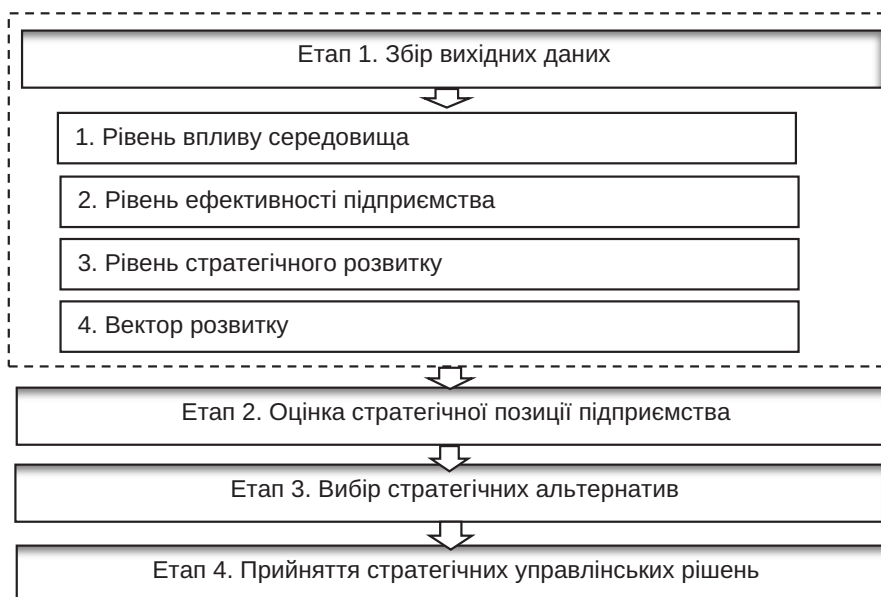 Етап 1. Збір вихідних даних
1. Рівень впливу середовища
2. Рівень ефективності підприємства
3. Рівень стратегічного розвитку
4. Вектор розвитку
Етап 2. Оцінка стратегічної позиції підприємства
Етап 3. Вибір стратегічних альтернатив
Етап 4. Прийняття стратегічних управлінських рішень